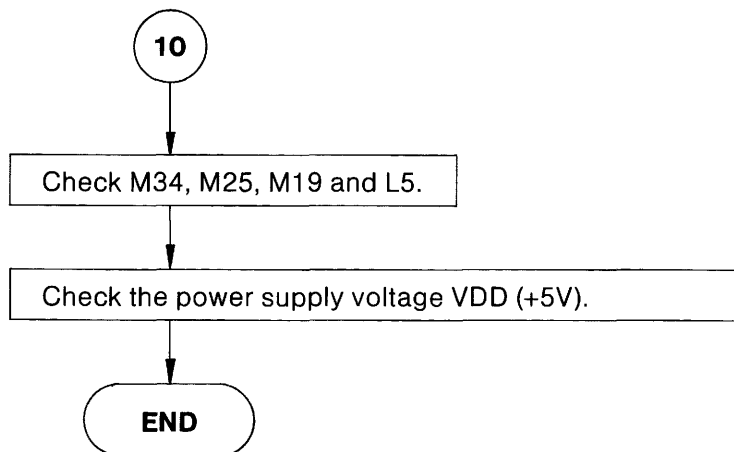 10
Check M34, M25, M19 and L5.
Check the power supply voltage VDD (+5V).
END